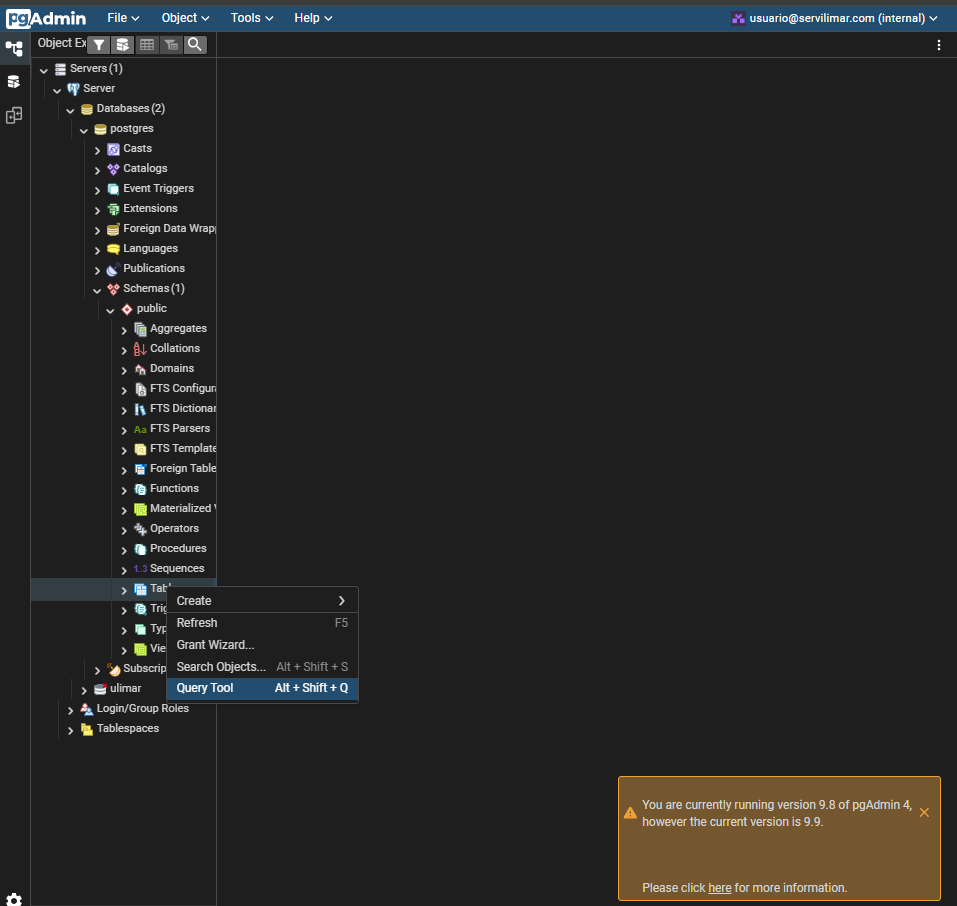 pgAdmin File Object Tools Help usuario@servilimar.com (internal)
Object Ex
Servers (1)
Server
Databases (2)
postgres
Casts
Catalogs
Event Triggers
Extensions
Foreign Data Wrap
Languages
Publications
Schemas (1)
public
Aggregates
Collations
Domains
FTS Configura
FTS Dictionar
Aa FTS Parsers
FTS Template
Foreign Table
Functions
Materialized V
Operators
Procedures
1..3 Sequences
Tabl
Create
Trig
Refresh F5
Typ
Grant Wizard...
Vie
Search Objects... Alt + Shift + S
Subscrip
Query Tool Alt + Shift + Q
ulimar
Login/Group Roles
Tablespaces
You are currently running version 9.8 of pgAdmin 4,
however the current version is 9.9.
Please click here for more information.